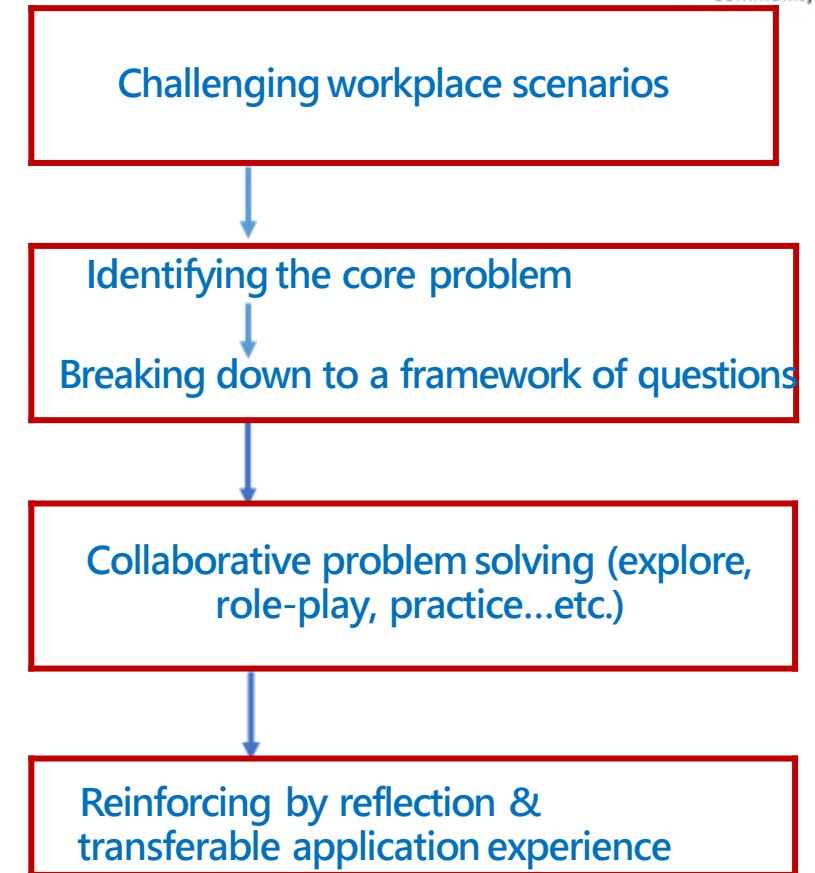 Challenging workplace scenarios
Identifying the core problem
Breaking down to a framework of questions
Collaborative problem solving (explore,
role-play, practice...etc.)
Reinforcing by reflection &
transferable application experience